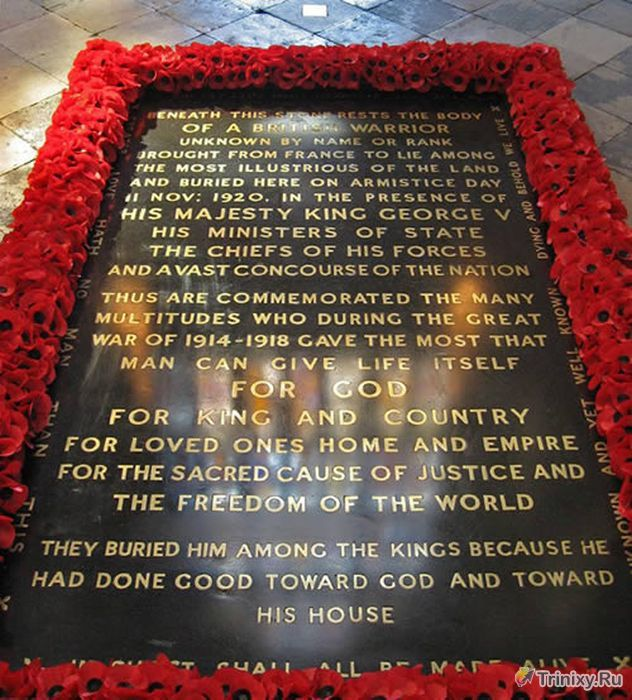 BENEATH THIS STONE RESTS THE BODY
OF A BRITISH WARRIOR
UNKNOWN BY NAME OR RANK
BROUGHT FROM FRANCE TO LIE AMONG
THE MOST ILLUSTRIOUS OF THE LAND
AND BURIED HERE ON ARMISTICE DAY
11 NOV: 1920, IN THE PRESENCE OF
HIS MAJESTY KING GEORGE V
HIS MINISTERS OF STATE
THE CHIEFS OF HIS FORCES
AND A VAST CONCOURSE OF THE NATION
THUS ARE COMMEMORATED THE MANY
MULTITUDES WHO DURING THE GREAT
WAR OF 1914-1918 GAVE THE MOST THAT
MAN CAN GIVE LIFE ITSELF
FOR GOD
FOR KING AND COUNTRY
FOR LOVED ONES HOME AND EMPIRE
FOR THE SACRED CAUSE OF JUSTICE AND
THE FREEDOM OF THE WORLD
THEY BURIED HIM AMONG THE KINGS BECAUSE HE
HAD DONE GOOD TOWARD GOD AND TOWARD
HIS HOUSE
LOVE HATH NO MAN THAN THIS
UNKNOWN AND YET WELL KNOWN
DYING AND BEHOLD WE LIVE
SHALL ALL BE MADE ALIVE
Trinixy.Ru